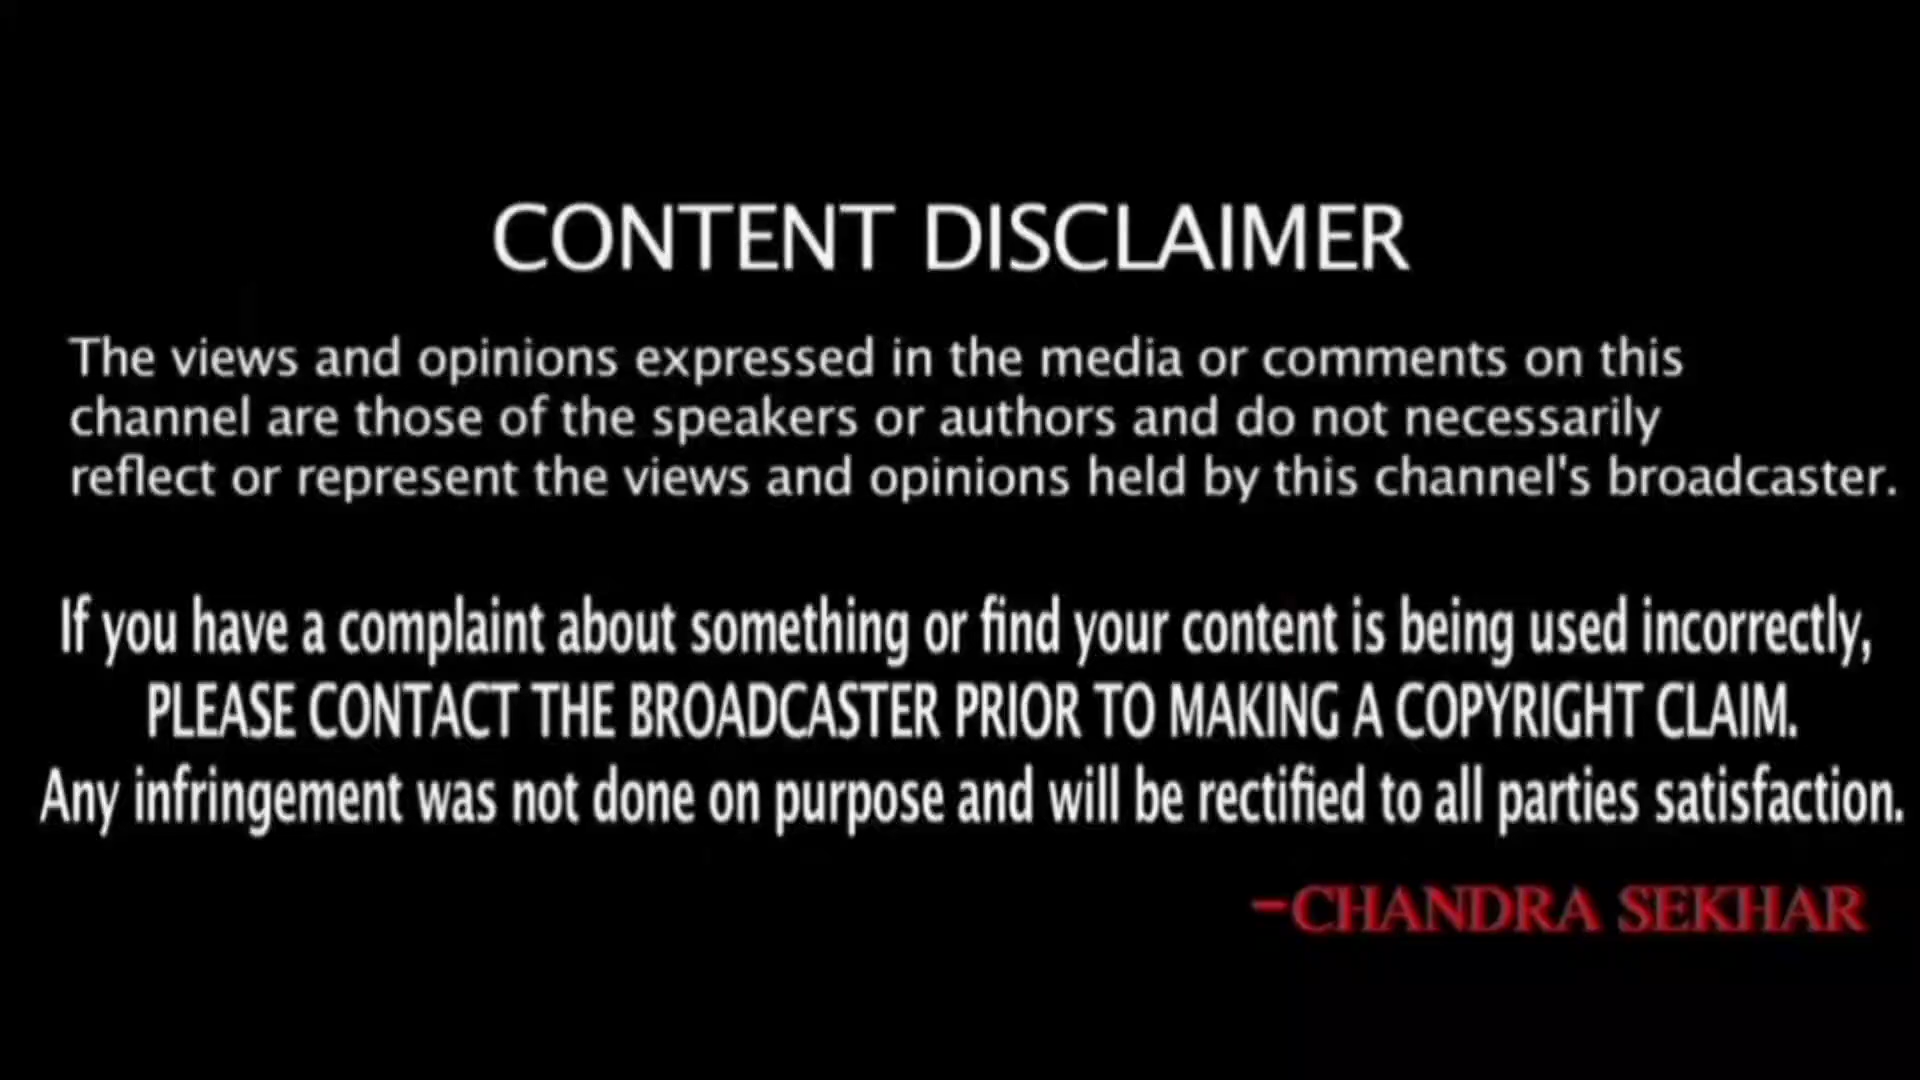 CONTENT DISCLAIMER
The views and opinions expressed in the media or comments on this
channel are those of the speakers or authors and do not necessarily
reflect or represent the views and opinions held by this channel's broadcaster.
If you have a complaint about something or find your content is being used incorrectly,
PLEASE CONTACT THE BROADCASTER PRIOR TO MAKING A COPYRIGHT CLAIM.
Any infringement was not done on purpose and will be rectified to all parties satisfaction.
-CHANDRA SEKHAR